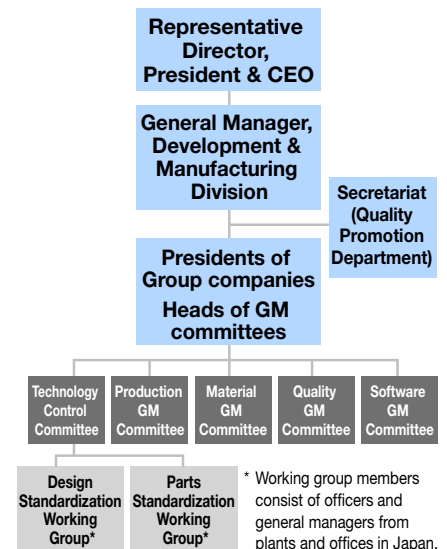 Representative
Director,
President & CEO
General Manager,
Development &
Manufacturing
Division
Secretariat
(Quality
Promotion
Department)
Presidents of
Group companies
Heads of GM
committees
Technology
Control
Committee
Production
GM
Committee
Material
GM
Committee
Quality
GM
Committee
Software
GM
Committee
Design
Standardization
Working
Group*
Parts
Standardization
Working
Group*
* Working group members
consist of officers and
general managers from
plants and offices in Japan.